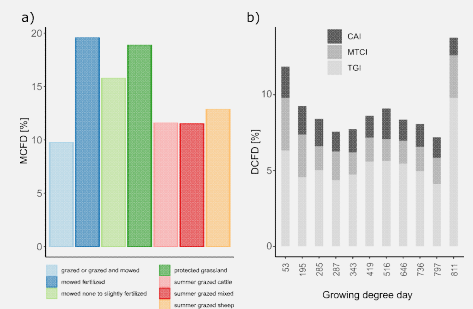 a)
MCFD [%]
20
15
10
5
0
grazed or grazed and mowed
mowed fertilized
mowed none to slightly fertilized
protected grassland
summer grazed cattle
summer grazed mixed
summer grazed sheep
b)
CAI
MTCI
TGI
DCFD [%]
10
5
0
53 195 285 287 343 419 516 646 736 797 811
Growing degree day